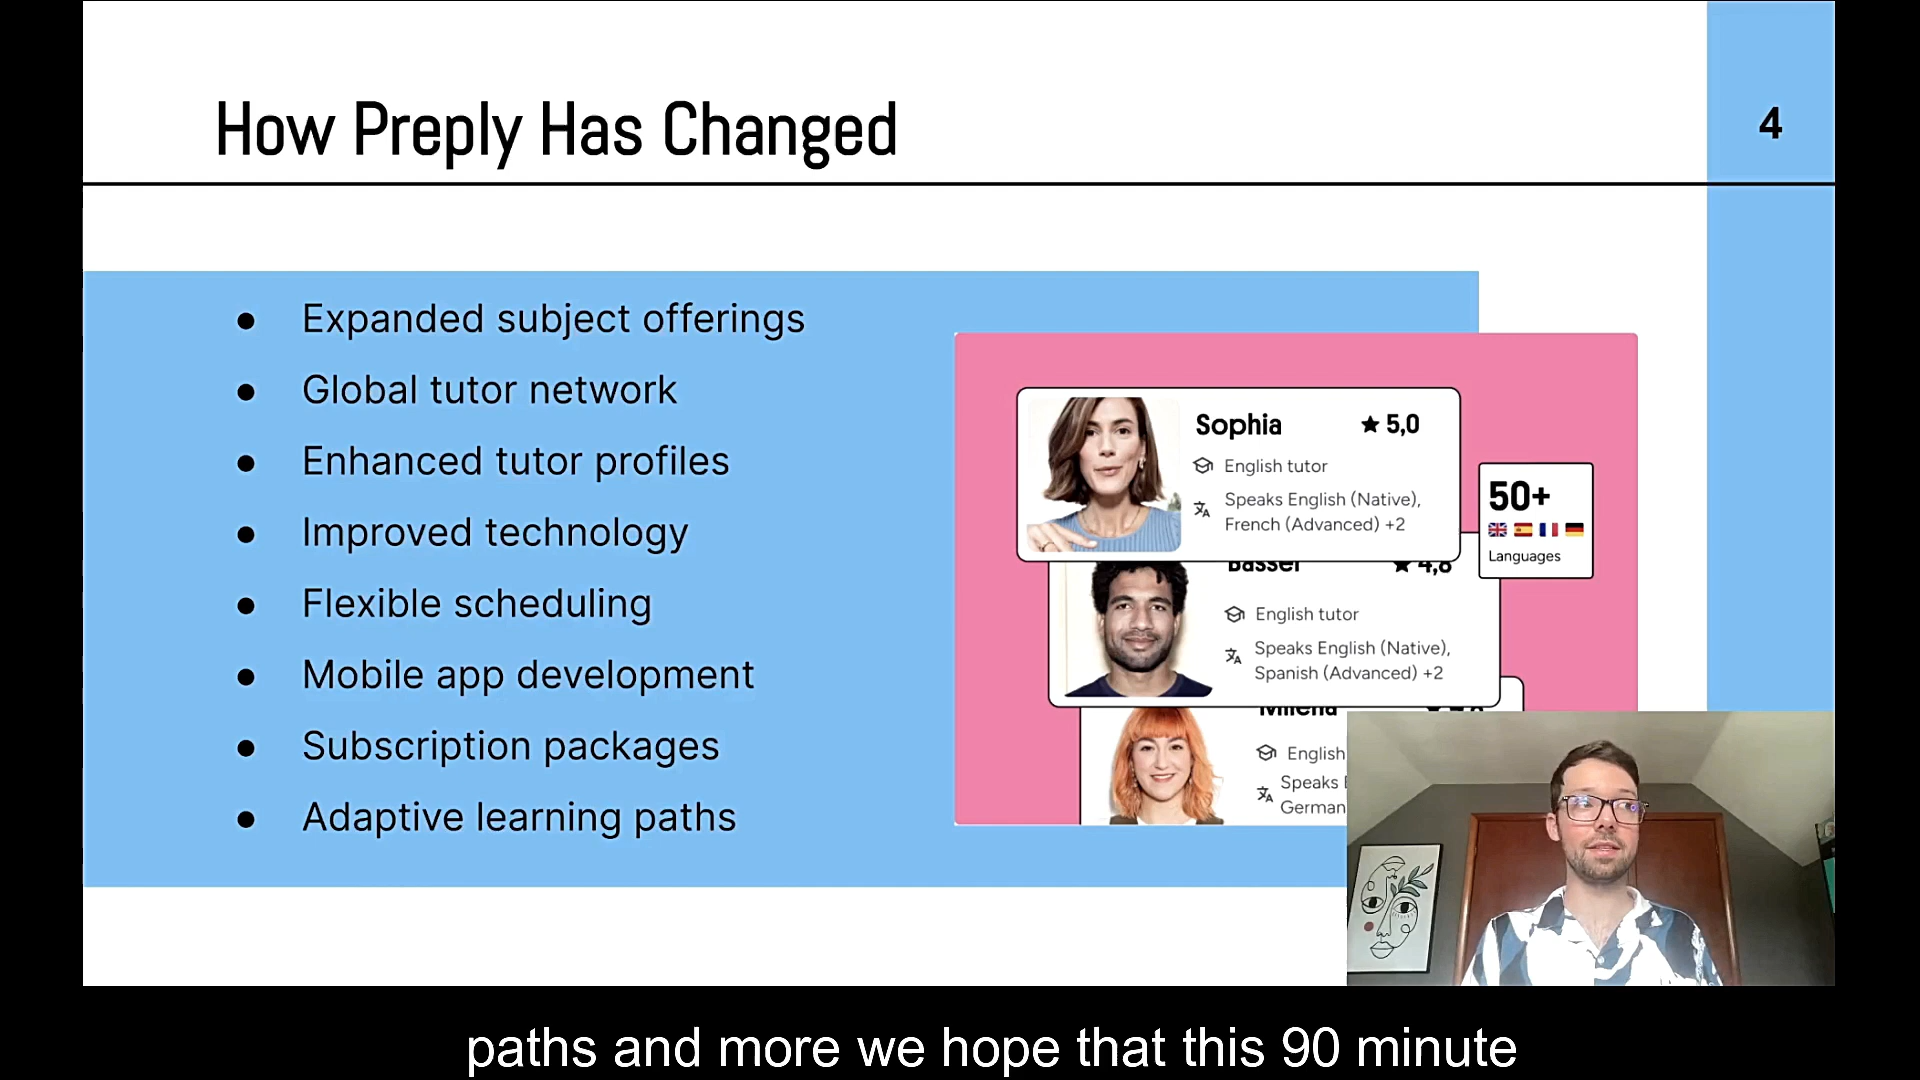 How Preply Has Changed
4
● Expanded subject offerings
● Global tutor network
● Enhanced tutor profiles
● Improved technology
● Flexible scheduling
● Mobile app development
● Subscription packages
● Adaptive learning paths
Sophia ★ 5,0
English tutor
Speaks English (Native),
French (Advanced) +2
50+
Languages
English tutor
Speaks English (Native),
Spanish (Advanced) +2
English
Speaks
German
paths and more we hope that this 90 minute